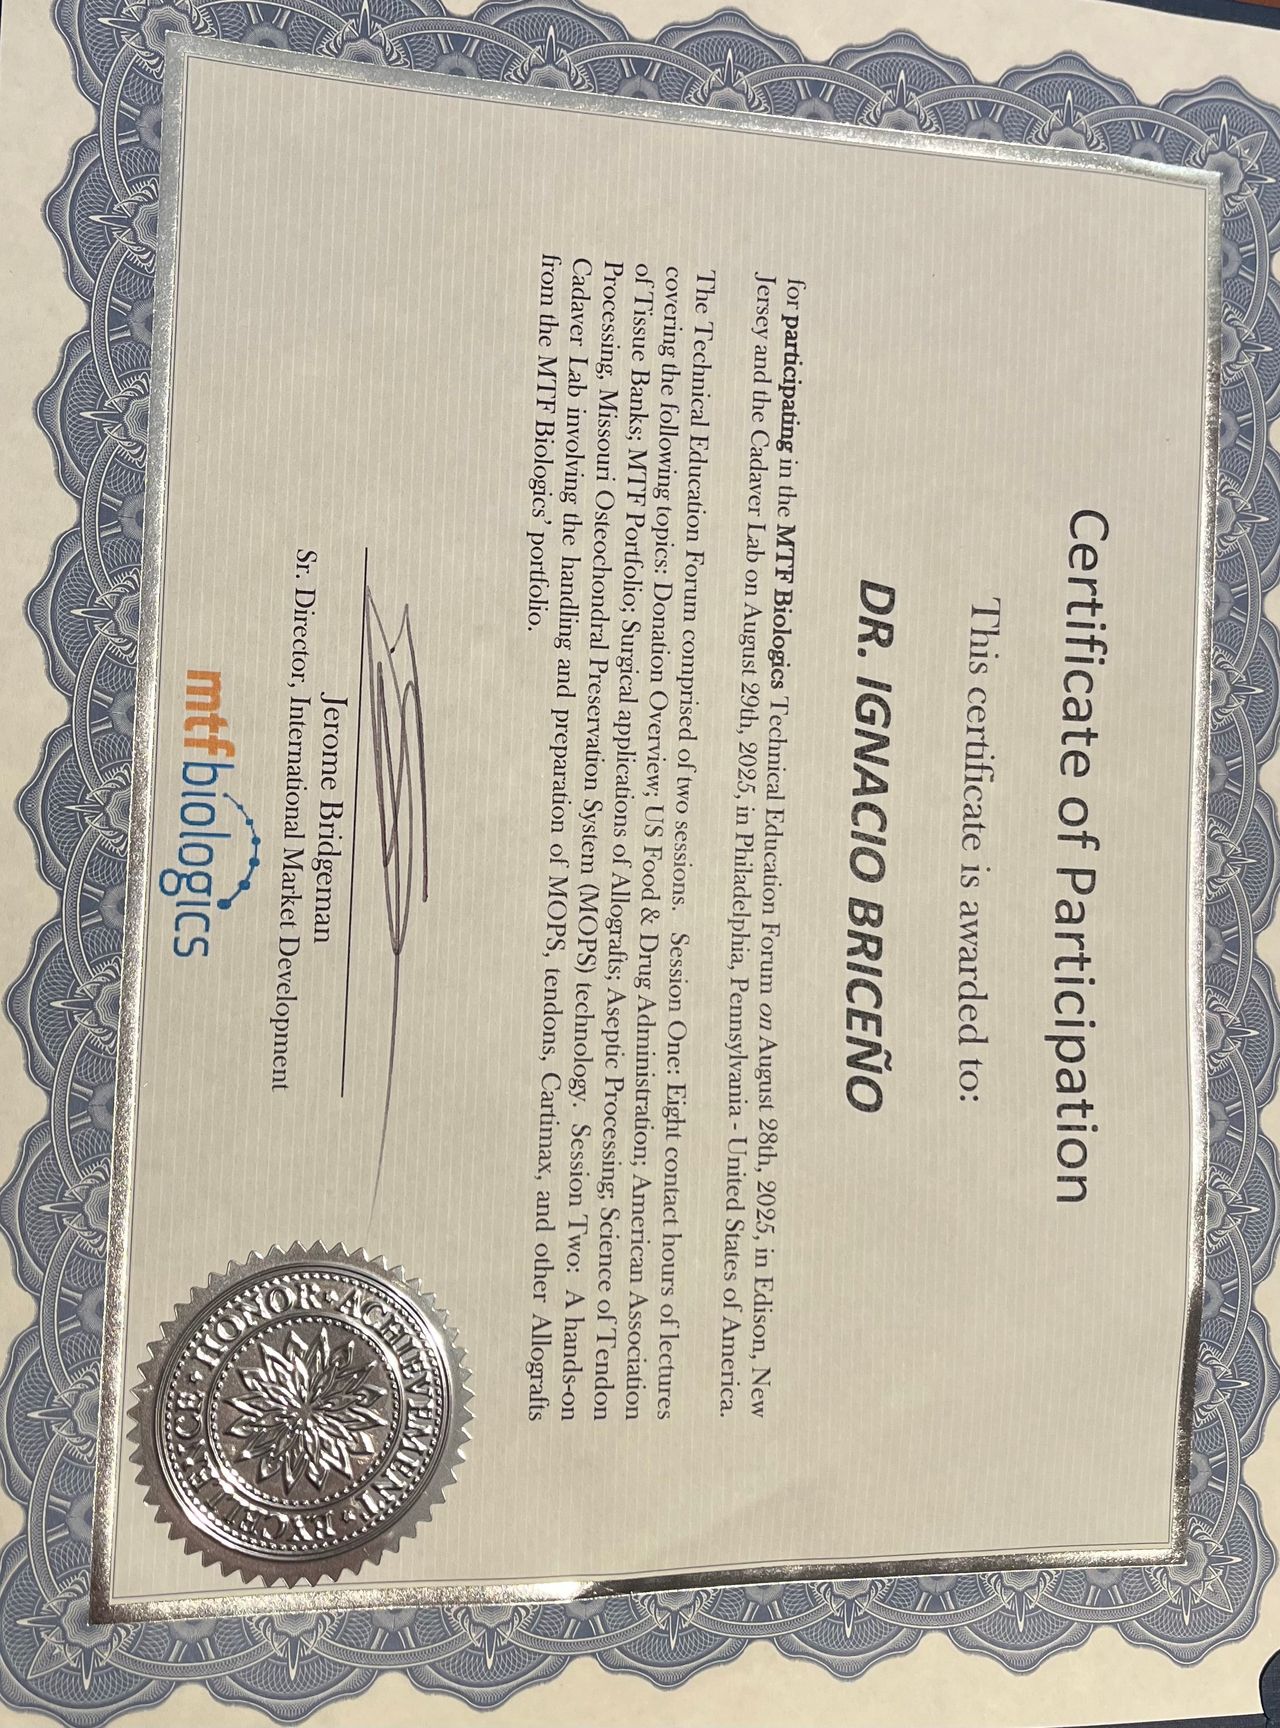 Certificate of Participation
This certificate is awarded to:
DR. IGNACIO BRICEÑO
for participating in the MTF Biologics Technical Education Forum on August 28th, 2025, in Edison, New
Jersey and the Cadaver Lab on August 29th, 2025, in Philadelphia, Pennsylvania - United States of America.
The Technical Education Forum comprised of two sessions. Session One: Eight contact hours of lectures
covering the following topics: Donation Overview; US Food & Drug Administration; American Association
of Tissue Banks; MTF Portfolio; Surgical applications of Allografts; Aseptic Processing; Science of Tendon
Processing, Missouri Osteochondral Preservation System (MOPS) technology. Session Two: A hands-on
Cadaver Lab involving the handling and preparation of MOPS, tendons, Cartimax, and other Allografts
from the MTF Biologics' portfolio.
Jerome Bridgeman
Sr. Director, International Market Development
mtf biologics
HONOR • ACHIEVEMENT • EXCELLENCE •